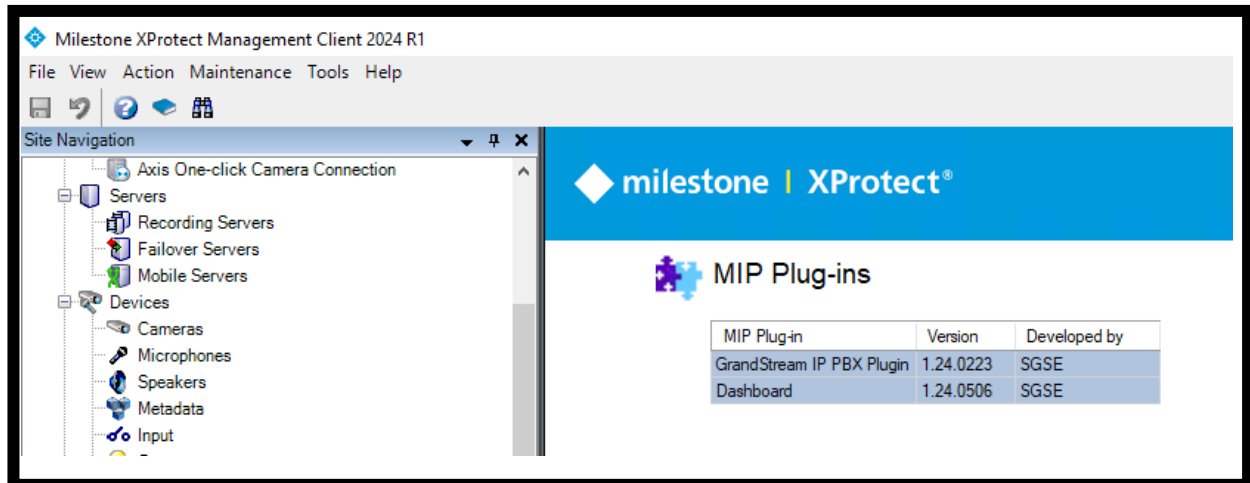 Milestone XProtect Management Client 2024 R1
File View Action Maintenance Tools Help
Site Navigation
Axis One-click Camera Connection
Servers
Recording Servers
Failover Servers
Mobile Servers
Devices
Cameras
Microphones
Speakers
Metadata
Input
milestone | XProtect®
MIP Plug-ins
MIP Plug-in Version Developed by
GrandStream IP PBX Plugin 1.24.0223 SGSE
Dashboard 1.24.0506 SGSE